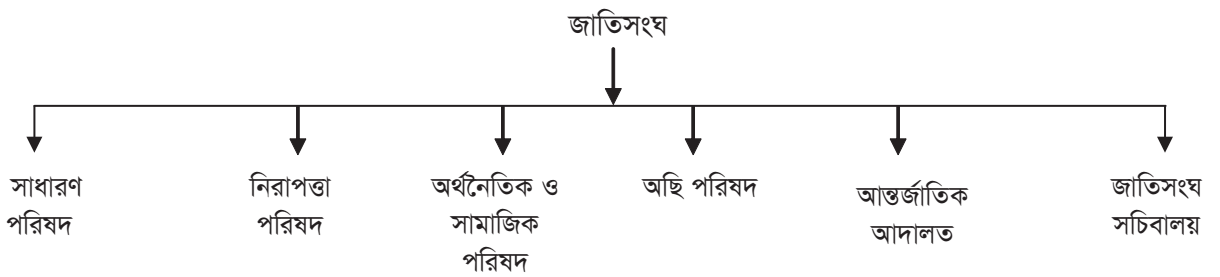 জাতিসংঘ
সাধারণ
পরিষদ
নিরাপত্তা
পরিষদ
অর্থনৈতিক ও
সামাজিক
পরিষদ
অছি পরিষদ
আন্তর্জাতিক
আদালত
জাতিসংঘ
সচিবালয়